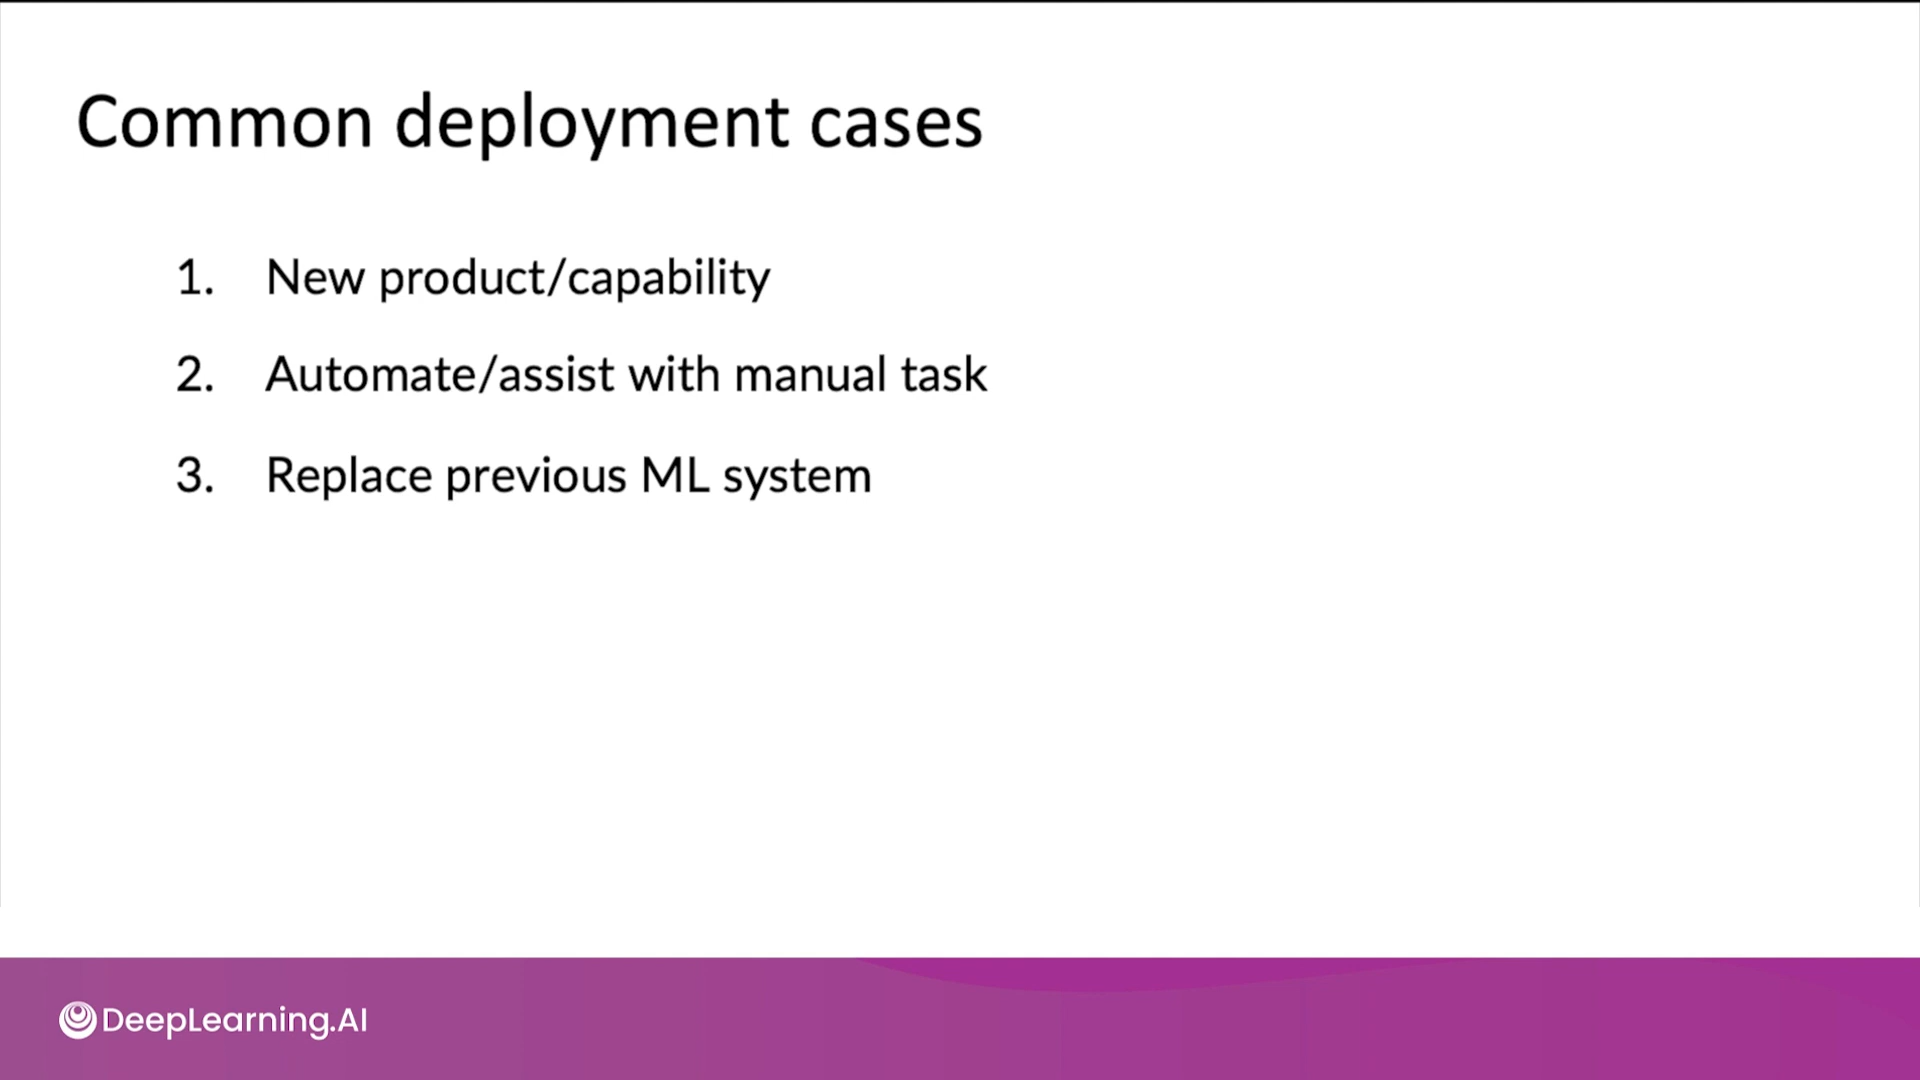 Common deployment cases
1. New product/capability
2. Automate/assist with manual task
3. Replace previous ML system
DeepLearning.AI